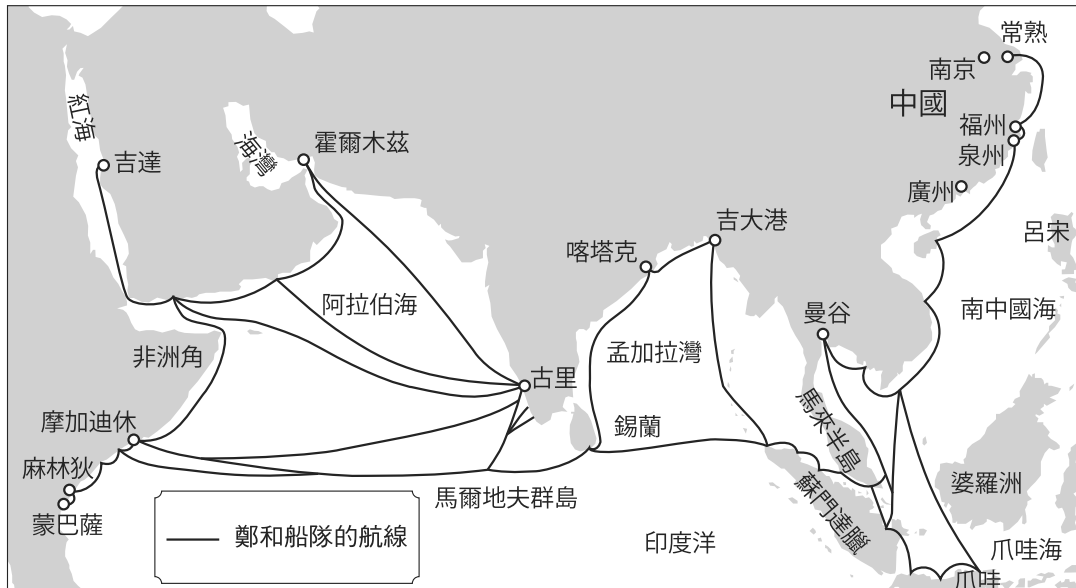 常熟
南京
中國
福州
泉州
廣州
紅海
吉達
海灣
霍爾木茲
吉大港
喀塔克
呂宋
阿拉伯海
南中國海
曼谷
非洲角
孟加拉灣
古里
馬來半島
摩加迪休
錫蘭
麻林狄
婆羅洲
馬爾地夫群島
蘇門達臘
蒙巴薩
鄭和船隊的航線
印度洋
爪哇海
爪哇